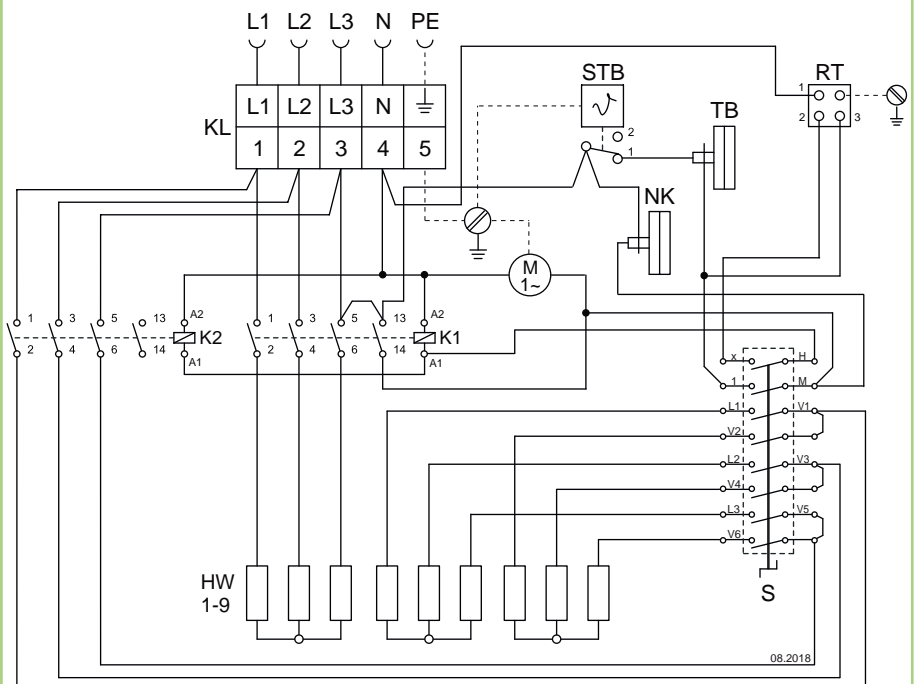 L1 L2 L3 N PE
KL
L1 L2 L3 N
1 2 3 4 5
STB
2
1
TB
NK
RT
1
2 3
M
1~
1 3 5 13 A2
K2
2 4 6 14 A1
1 3 5 13 A2
K1
2 4 6 14 A1
x H
1 M
L1 V1
V2
L2 V3
V4
L3 V5
V6
S
HW
1-9
08.2018